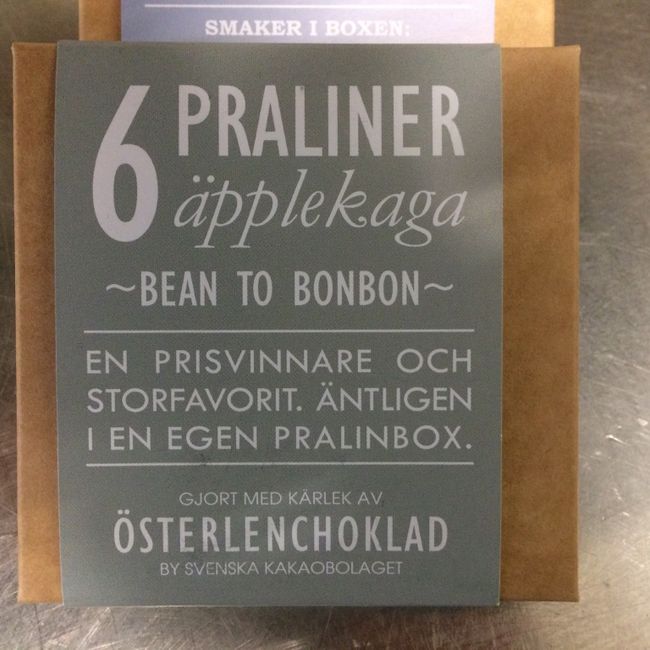 SMAKER I BOXEN:
6 PRALINER
äpplekaga
~BEAN TO BONBON~
EN PRISVINNARE OCH
STORFAVORIT. ÄNTLIGEN
I EN EGEN PRALINBOX.
GJORT MED KÄRLEK AV
ÖSTERLENCHOKLAD
BY SVENSKA KAKAOBOLAGET